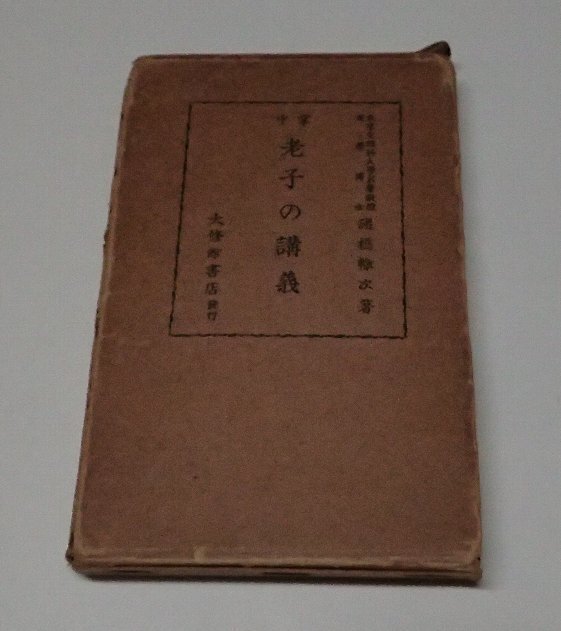 諸橋轍次著
掌中
老子の講義
大修館書店發行